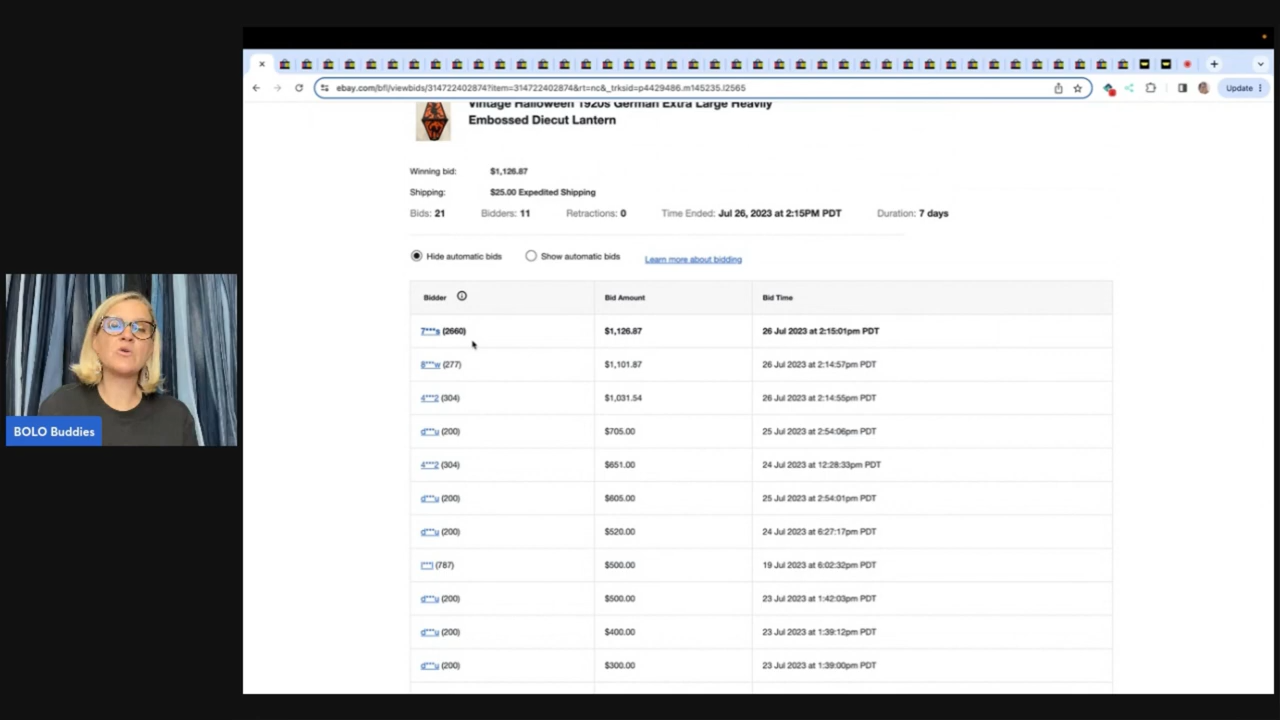 ebay.com/bfl/viewbids/314722402874?item=314722402874&rt=nc&_trksid=p4429486.m145235.l2565
Update
Vintage Halloween 1920s German Extra Large Heavily
Embossed Diecut Lantern
Winning bid: $1,126.87
Shipping: $25.00 Expedited Shipping
Bids: 21 Bidders: 11 Retractions: 0 Time Ended: Jul 26, 2023 at 2:15PM PDT Duration: 7 days
Hide automatic bids Show automatic bids Learn more about bidding
Bidder Bid Amount Bid Time
7***s (2660) $1,126.87 26 Jul 2023 at 2:15:01pm PDT
8***w (277) $1,101.87 26 Jul 2023 at 2:14:57pm PDT
4***2 (304) $1,031.54 26 Jul 2023 at 2:14:55pm PDT
d***u (200) $705.00 25 Jul 2023 at 2:54:06pm PDT
4***2 (304) $651.00 24 Jul 2023 at 12:28:33pm PDT
d***u (200) $605.00 25 Jul 2023 at 2:54:01pm PDT
d***u (200) $520.00 24 Jul 2023 at 6:27:17pm PDT
(787) $500.00 19 Jul 2023 at 6:02:32pm PDT
d***u (200) $500.00 23 Jul 2023 at 1:42:03pm PDT
d***u (200) $400.00 23 Jul 2023 at 1:39:12pm PDT
d***u (200) $300.00 23 Jul 2023 at 1:39:00pm PDT
BOLO Buddies